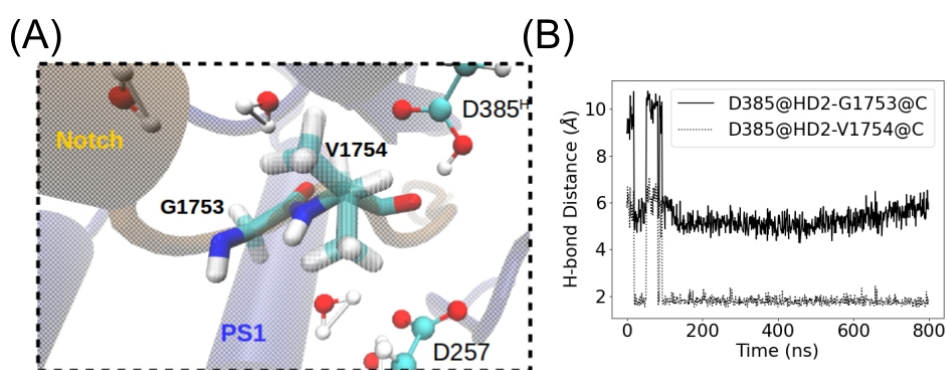 (A)
Notch
G1753
V1754
D385ᴴ
PS1
D257
(B)
H-bond Distance (Å)
10
8
6
4
2
D385@HD2-G1753@C
D385@HD2-V1754@C
0 200 400 600 800
Time (ns)